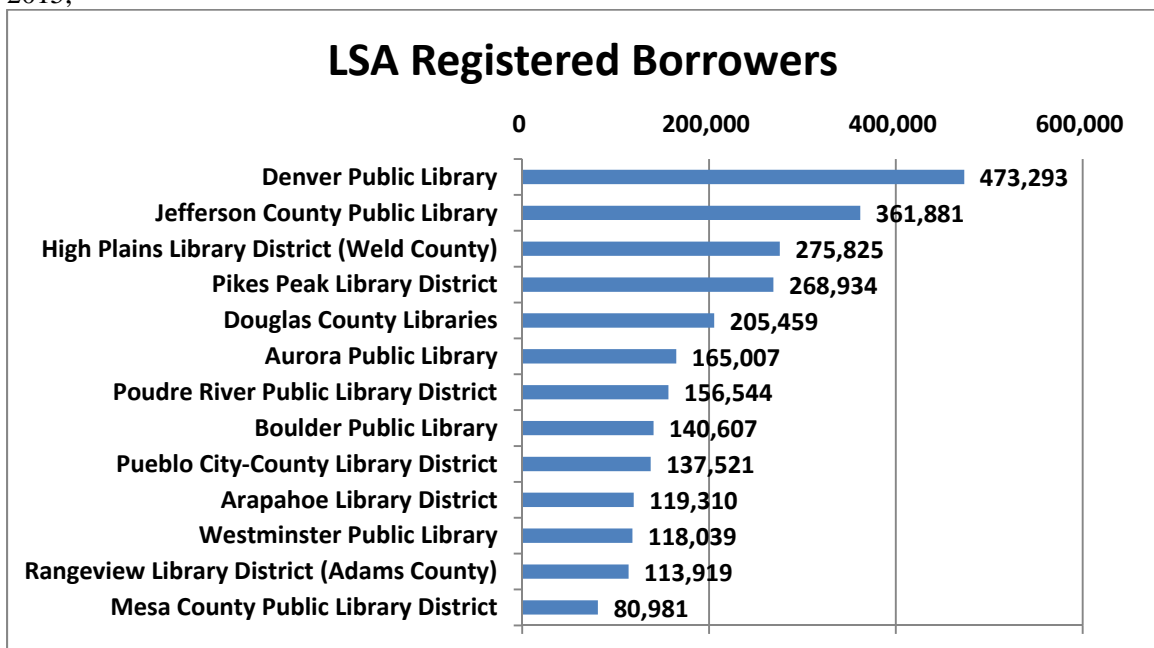 2013,
LSA Registered Borrowers
0 200,000 400,000 600,000
Denver Public Library 473,293
Jefferson County Public Library 361,881
High Plains Library District (Weld County) 275,825
Pikes Peak Library District 268,934
Douglas County Libraries 205,459
Aurora Public Library 165,007
Poudre River Public Library District 156,544
Boulder Public Library 140,607
Pueblo City-County Library District 137,521
Arapahoe Library District 119,310
Westminster Public Library 118,039
Rangeview Library District (Adams County) 113,919
Mesa County Public Library District 80,981